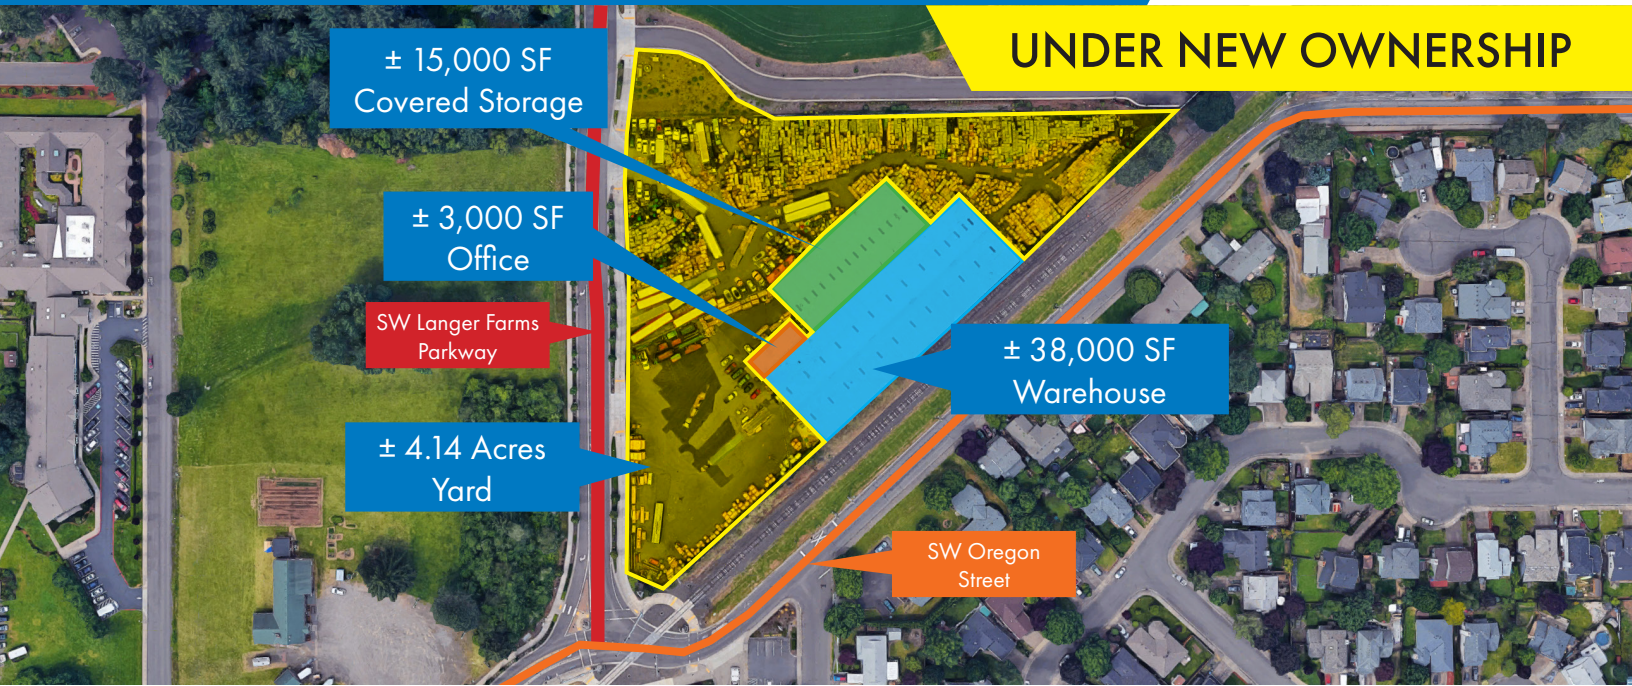 UNDER NEW OWNERSHIP
± 15,000 SF
Covered Storage
± 3,000 SF
Office
SW Langer Farms
Parkway
± 38,000 SF
Warehouse
± 4.14 Acres
Yard
SW Oregon
Street